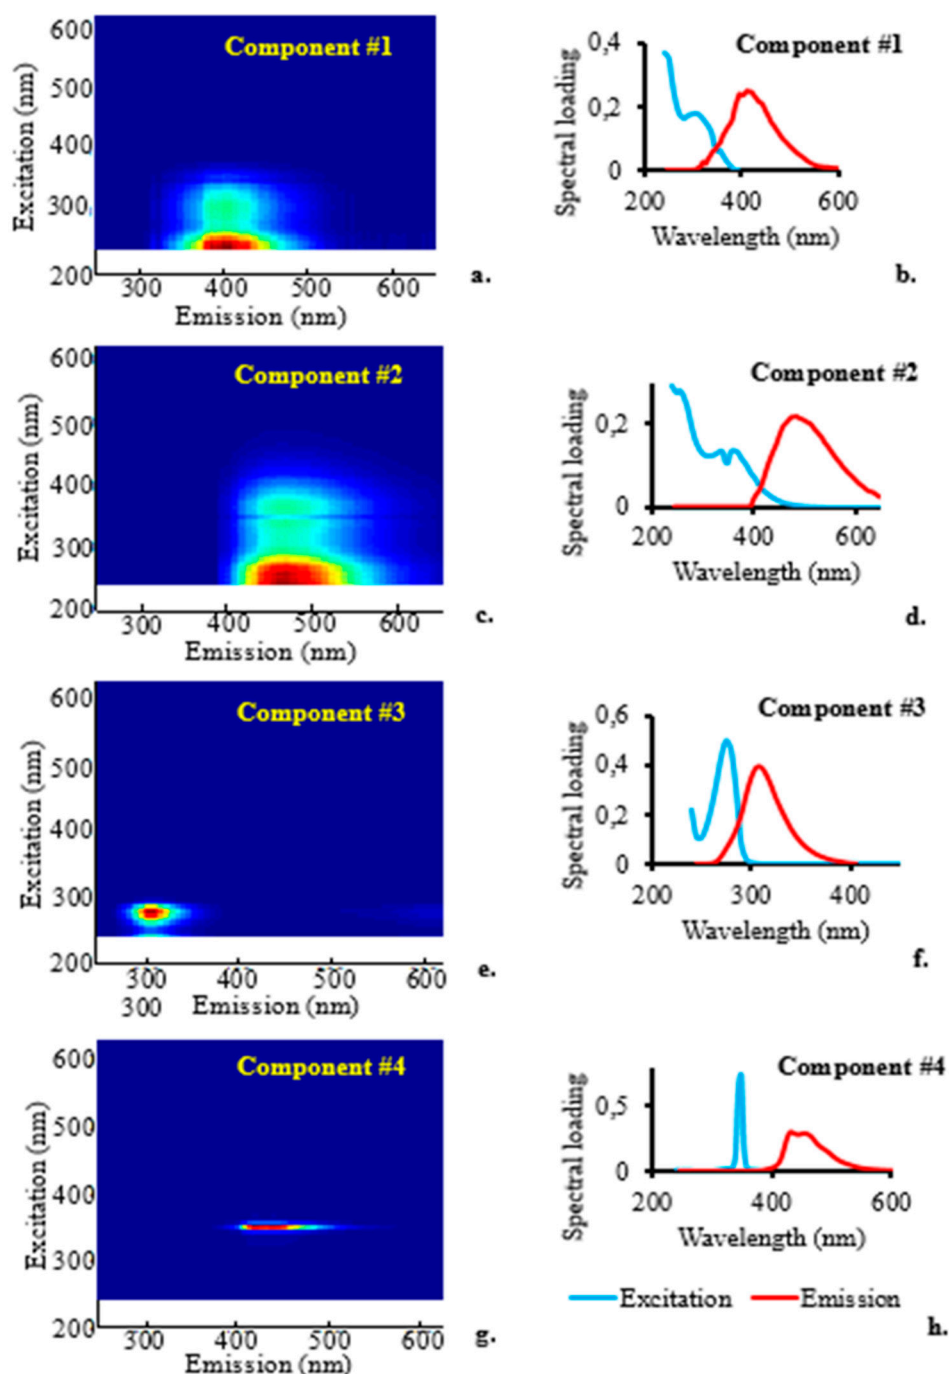 Component #1
Excitation (nm)
600
500
400
300
200
300 400 500 600
Emission (nm)
a.
Component #1
Spectral loading
0,4
0,2
0
200 400 600
Wavelength (nm)
b.
Component #2
Excitation (nm)
600
500
400
300
200
300 400 500 600
Emission (nm)
c.
Component #2
Spectral loading
0,2
0
200 400 600
Wavelength (nm)
d.
Component #3
Excitation (nm)
600
500
400
300
200
300 400 500 600
300 Emission (nm)
e.
Component #3
Spectral loading
0,6
0,4
0,2
0
200 300 400
Wavelength (nm)
f.
Component #4
Excitation (nm)
600
500
400
300
200
300 400 500 600
Emission (nm)
g.
Component #4
Spectral loading
0,5
0
200 400 600
Wavelength (nm)
Excitation Emission
h.